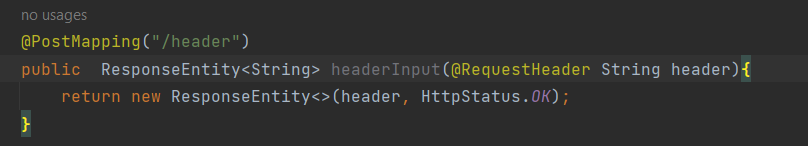 no usages
@PostMapping("/header")
public  ResponseEntity<String> headerInput(@RequestHeader String header){
    return new ResponseEntity<>(header, HttpStatus.OK);
}